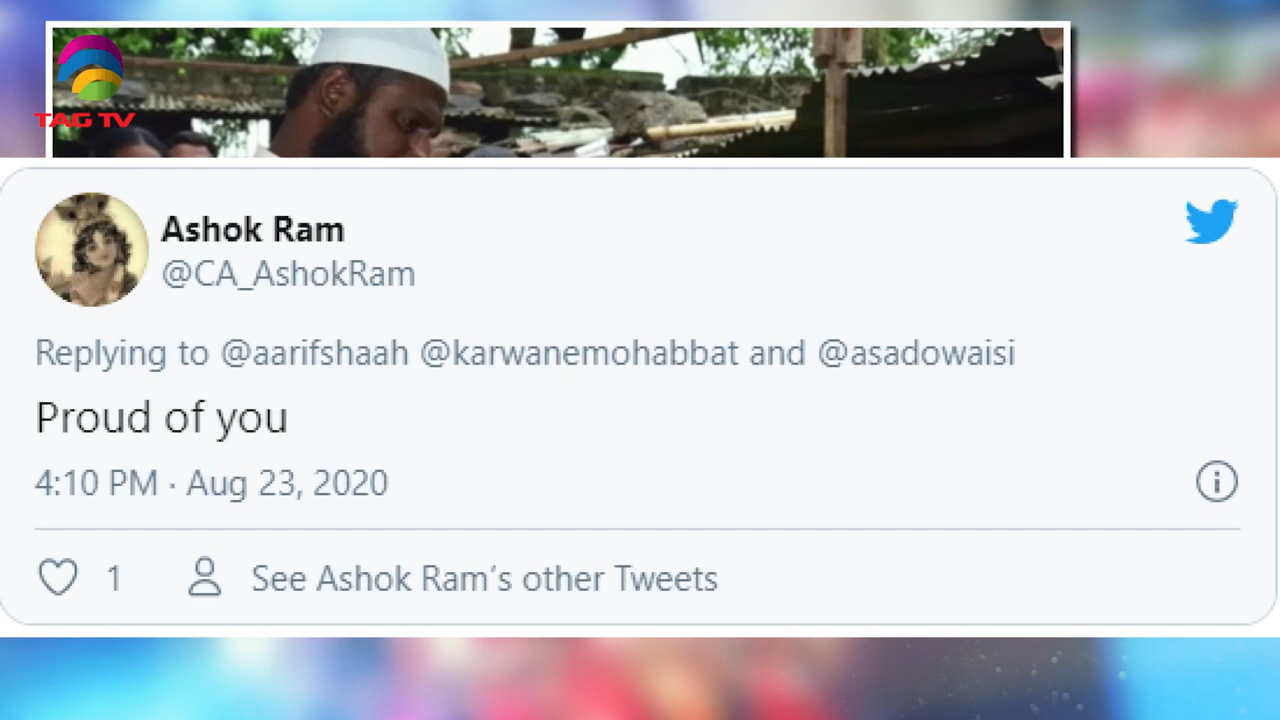 TAG TV
Ashok Ram
@CA_AshokRam
Replying to @aarifshaah @karwanemohabbat and @asadowaisi
Proud of you
4:10 PM · Aug 23, 2020
1 See Ashok Ram’s other Tweets